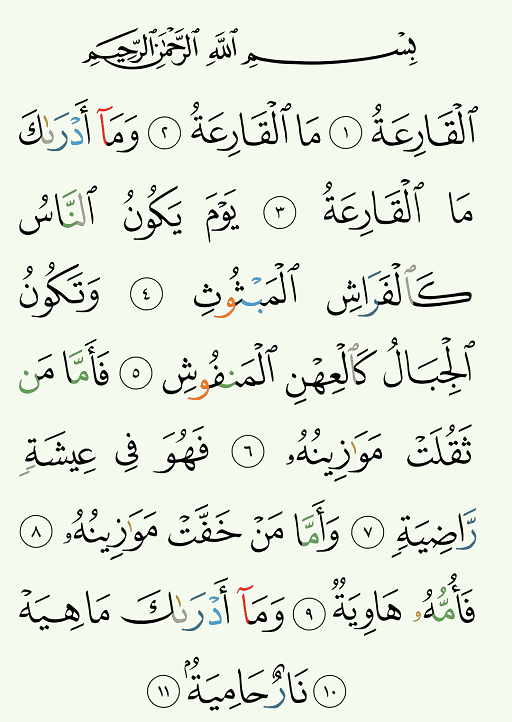 بِسْمِ ٱللَّهِ ٱلرَّحْمَٰنِ ٱلرَّحِيمِ
ٱلْقَارِعَةُ ١ مَا ٱلْقَارِعَةُ ٢ وَمَآ أَدْرَىٰكَ
مَا ٱلْقَارِعَةُ ٣ يَوْمَ يَكُونُ ٱلنَّاسُ
كَٱلْفَرَاشِ ٱلْمَبْثُوثِ ٤ وَتَكُونُ
ٱلْجِبَالُ كَٱلْعِهْنِ ٱلْمَنفُوشِ ٥ فَأَمَّا مَن
ثَقُلَتْ مَوَٰزِينُهُۥ ٦ فَهُوَ فِى عِيشَةٍ
رَّاضِيَةٍ ٧ وَأَمَّا مَنْ خَفَّتْ مَوَٰزِينُهُۥ ٨
فَأُمُّهُۥ هَاوِيَةٌ ٩ وَمَآ أَدْرَىٰكَ مَا هِيَهْ
١٠ نَارٌ حَامِيَةٌۢ ١١